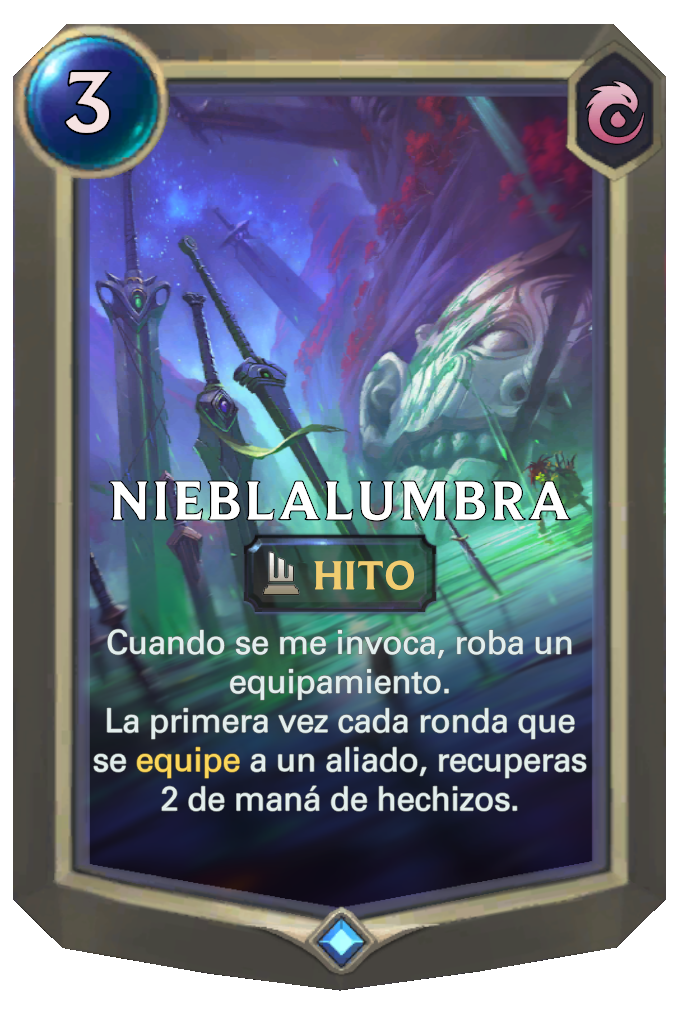 3
NIEBLALUMBRA
HITO
Cuando se me invoca, roba un
equipamiento.
La primera vez cada ronda que
se equipe a un aliado, recuperas
2 de maná de hechizos.